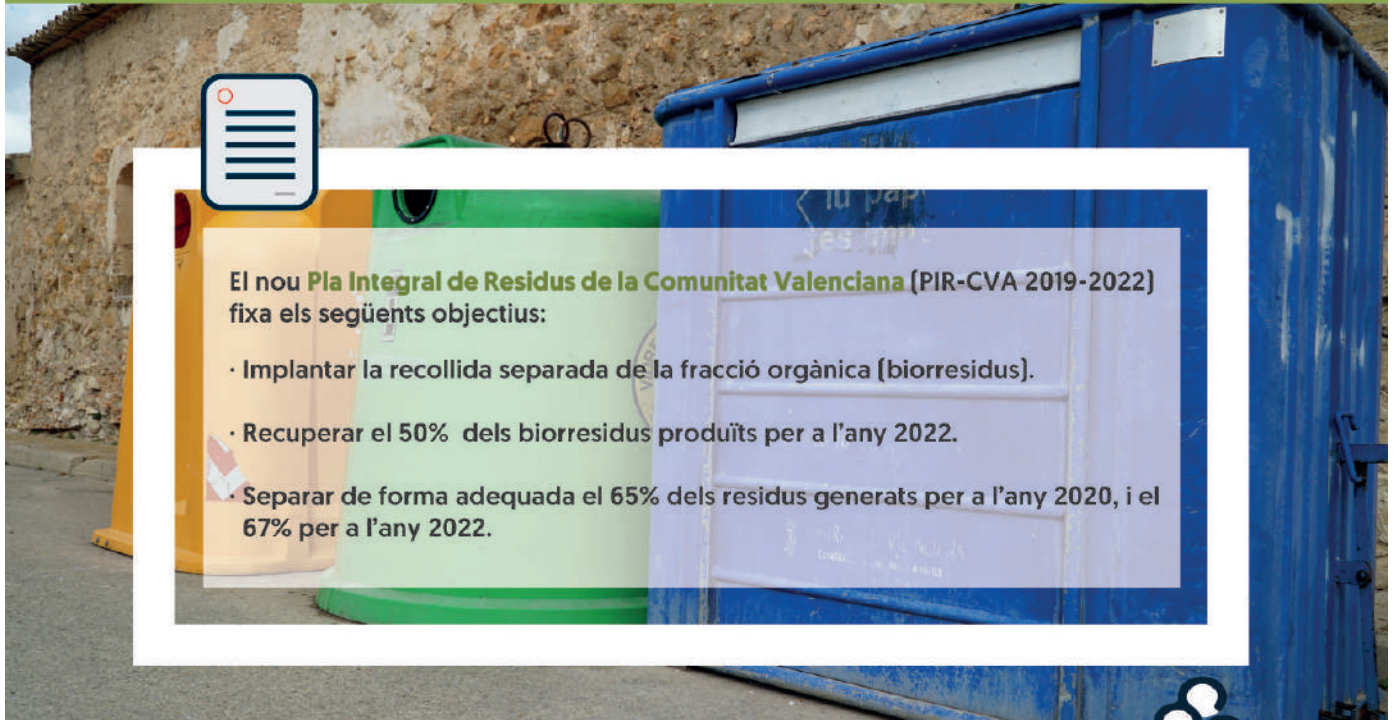 El nou Pla Integral de Residus de la Comunitat Valenciana (PIR-CVA 2019-2022)
fixa els següents objectius:
· Implantar la recollida separada de la fracció orgànica (biorresidus).
· Recuperar el 50% dels biorresidus produïts per a l'any 2022.
· Separar de forma adequada el 65% dels residus generats per a l'any 2020, i el
67% per a l'any 2022.